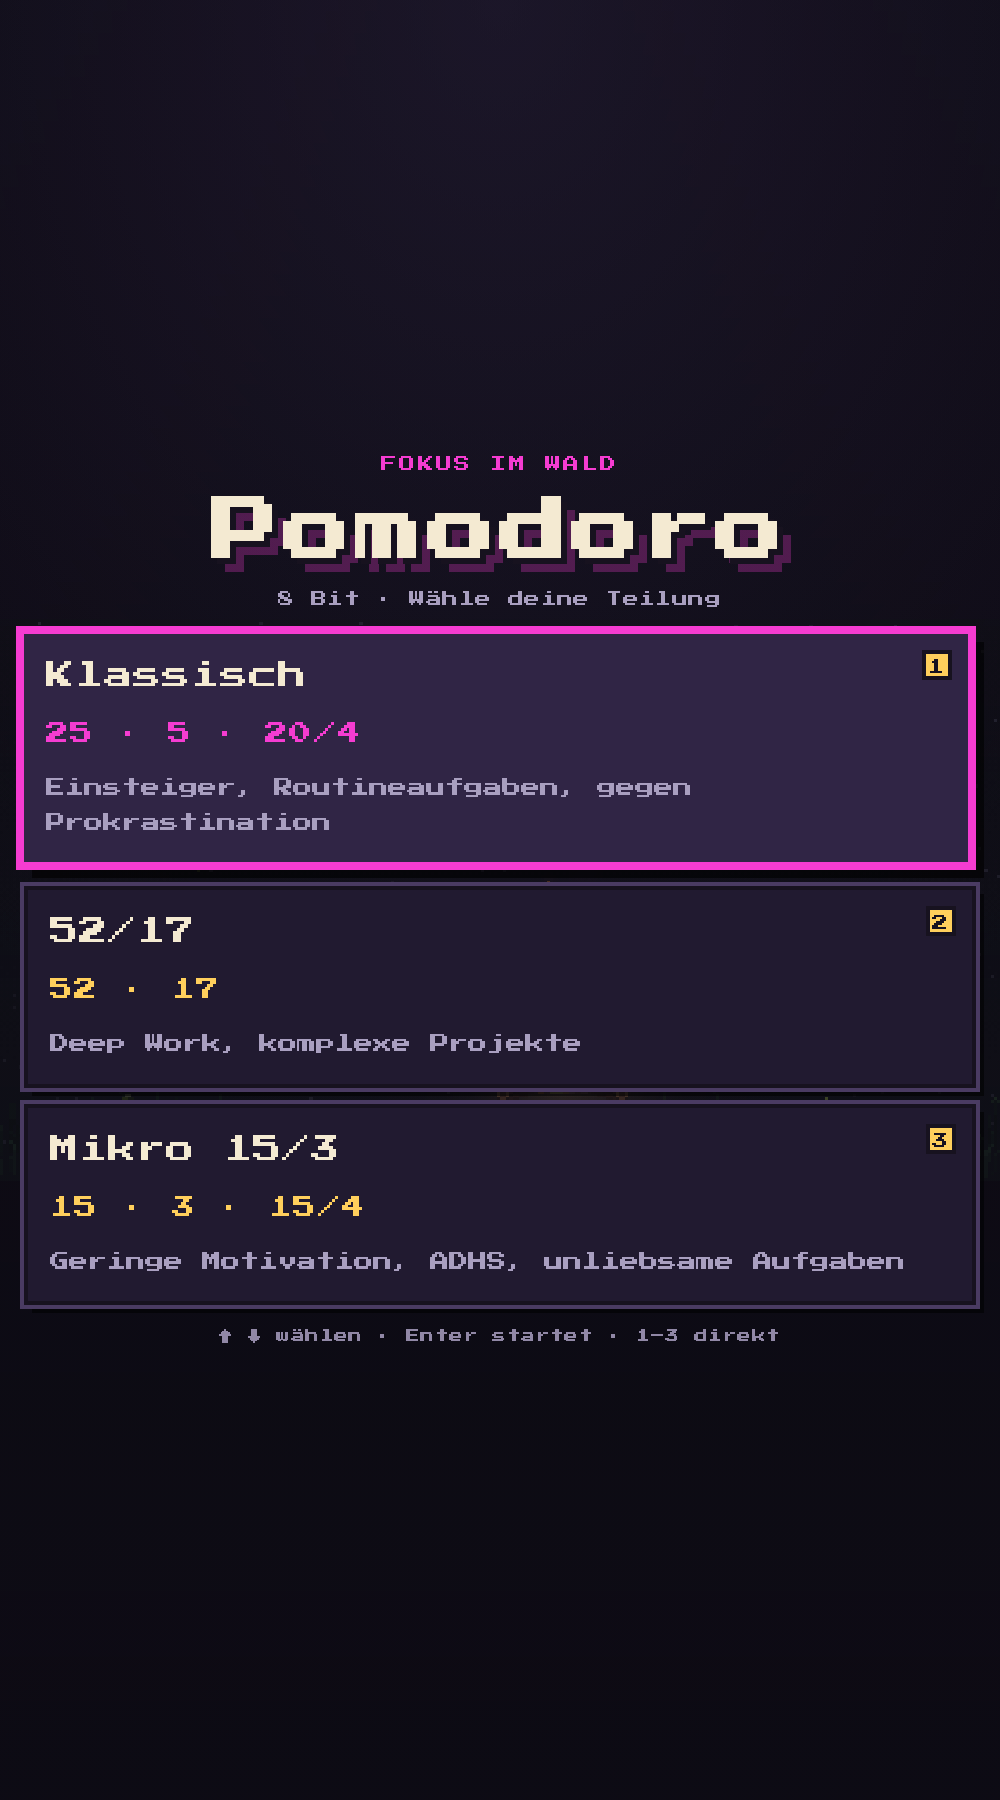 FOKUS IM WALD
Pomodoro
8 Bit · Wähle deine Teilung
Klassisch
1
25 · 5 · 20/4
Einsteiger, Routineaufgaben, gegen
Prokrastination
52/17
2
52 · 17
Deep Work, komplexe Projekte
Mikro 15/3
3
15 · 3 · 15/4
Geringe Motivation, ADHS, unliebsame Aufgaben
⬆ ⬇ wählen · Enter startet · 1–3 direkt